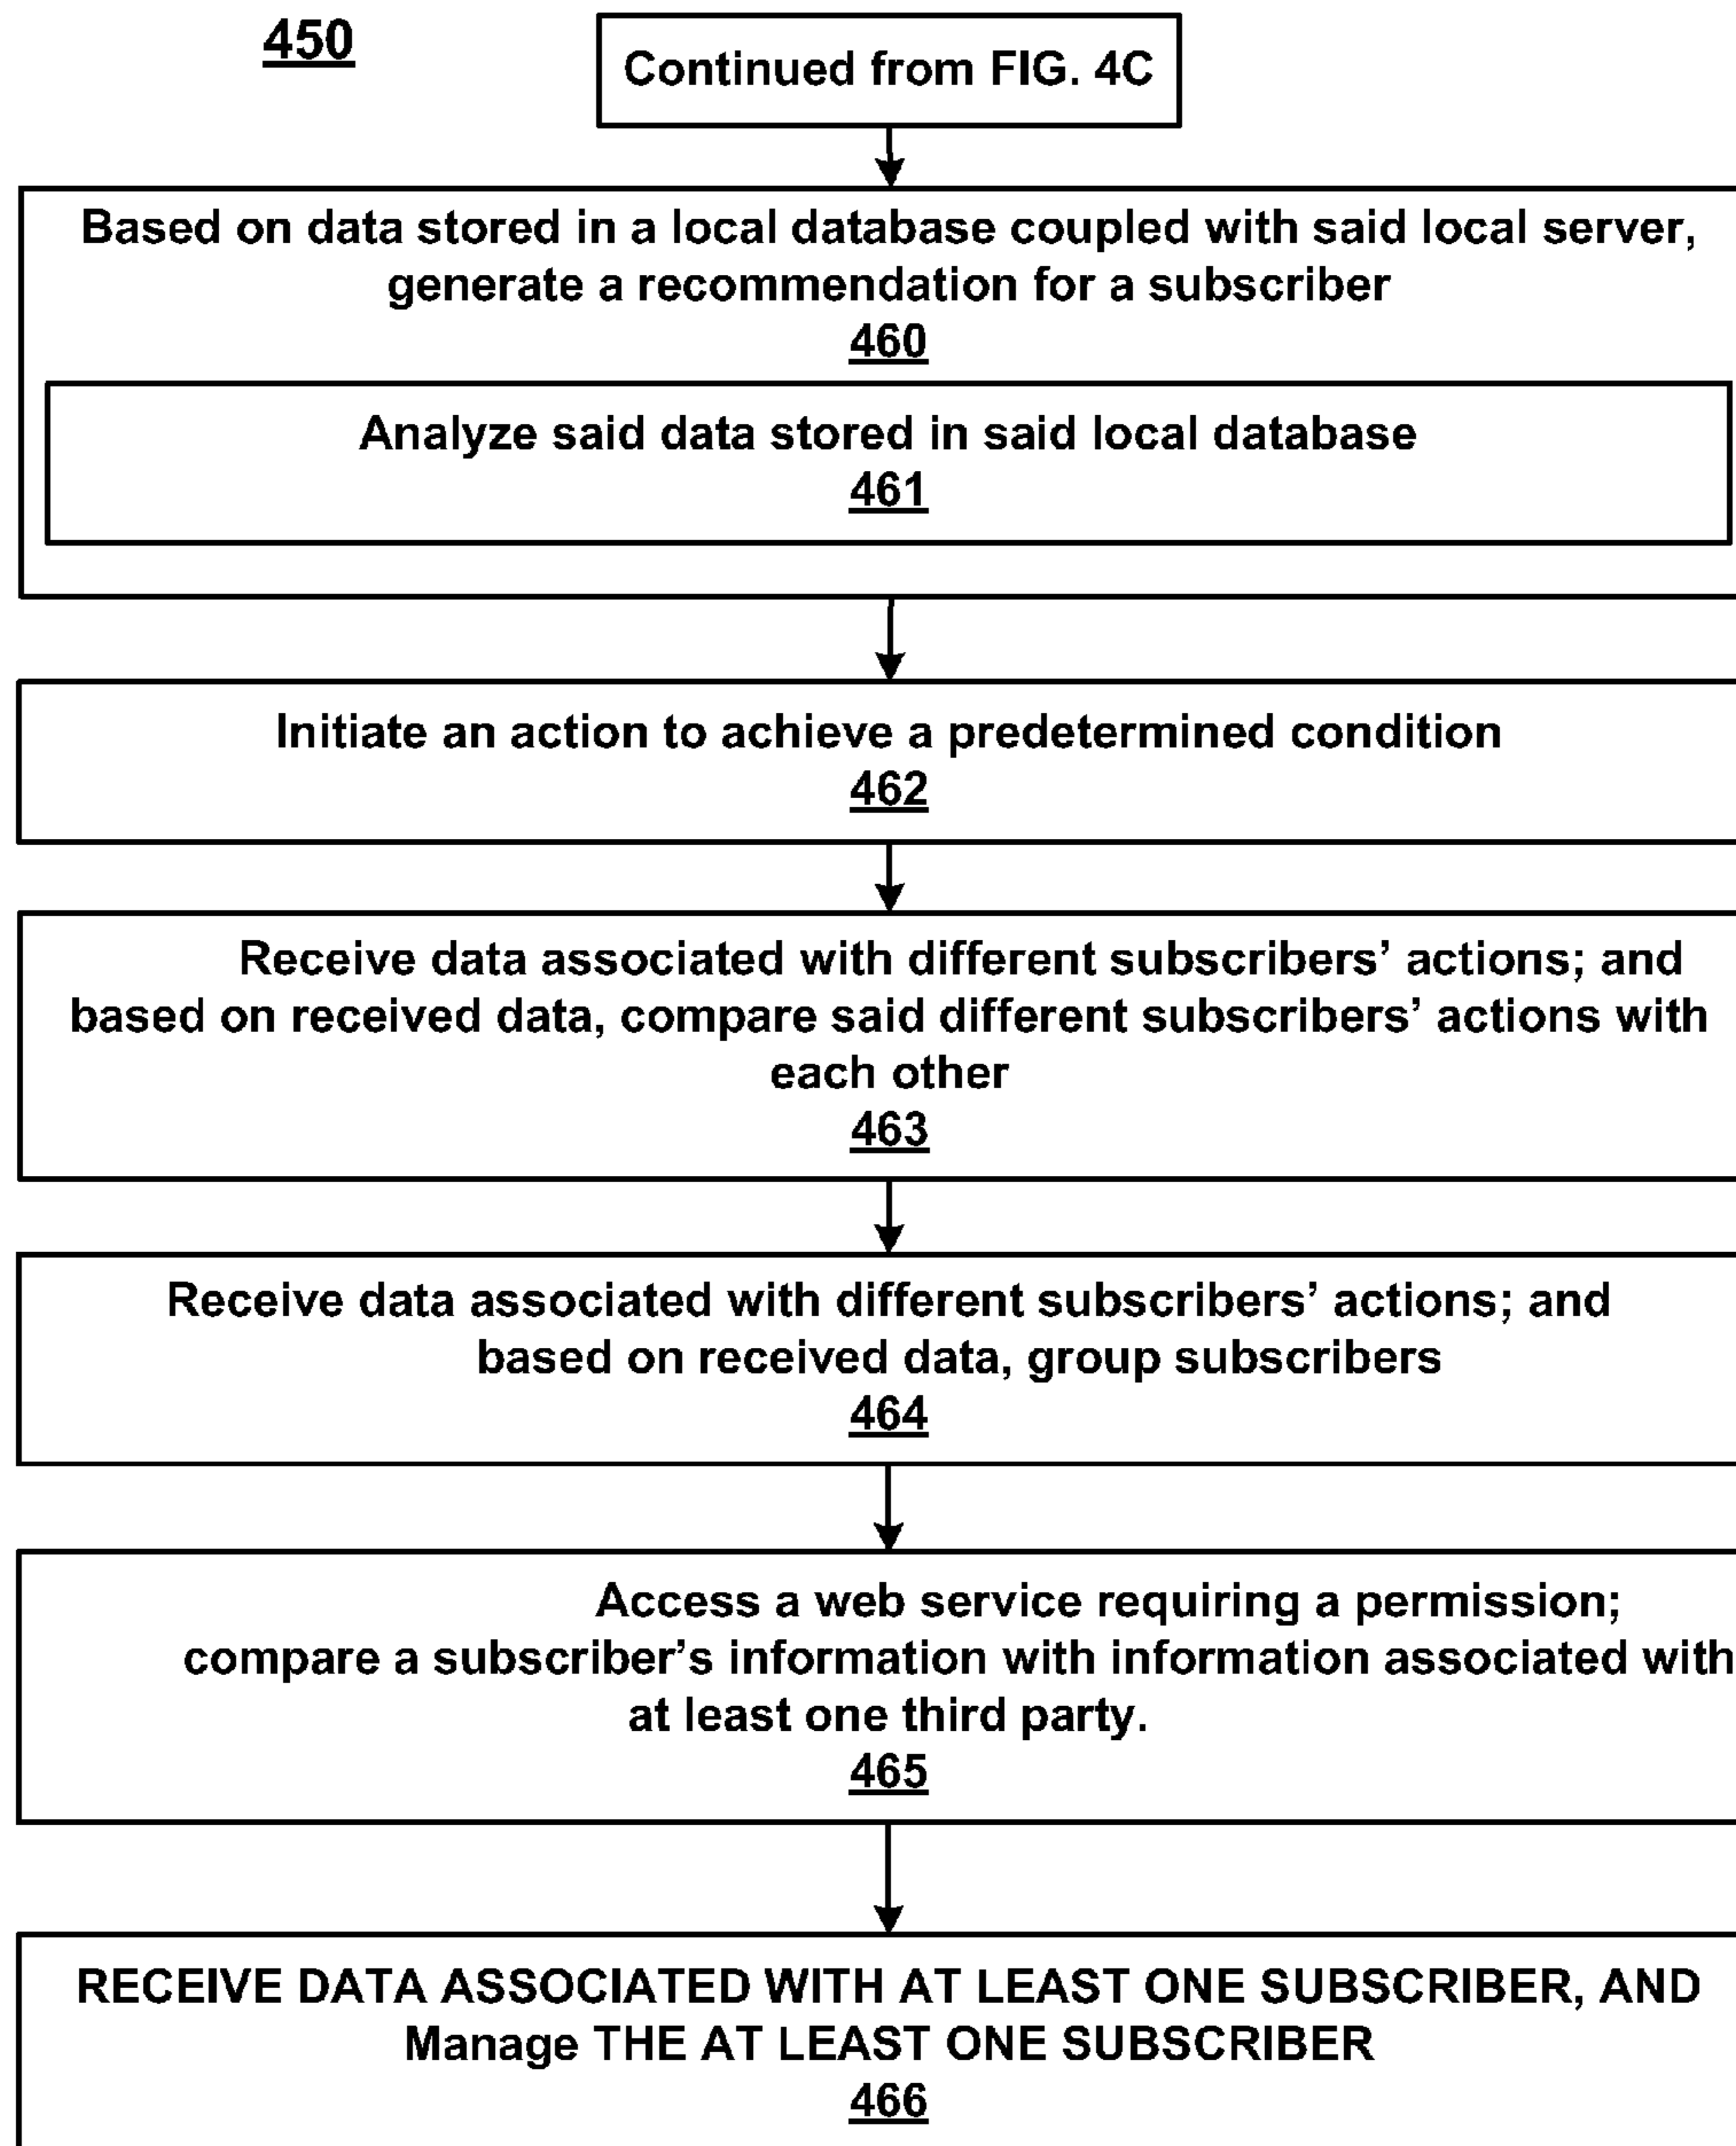 450
Continued from FIG. 4C
Based on data stored in a local database coupled with said local server,
generate a recommendation for a subscriber
460
Analyze said data stored in said local database
461
Initiate an action to achieve a predetermined condition
462
Receive data associated with different subscribers’ actions; and
based on received data, compare said different subscribers’ actions with
each other
463
Receive data associated with different subscribers’ actions; and
based on received data, group subscribers
464
Access a web service requiring a permission;
compare a subscriber’s information with information associated with
at least one third party.
465
RECEIVE DATA ASSOCIATED WITH AT LEAST ONE SUBSCRIBER, AND
Manage THE AT LEAST ONE SUBSCRIBER
466